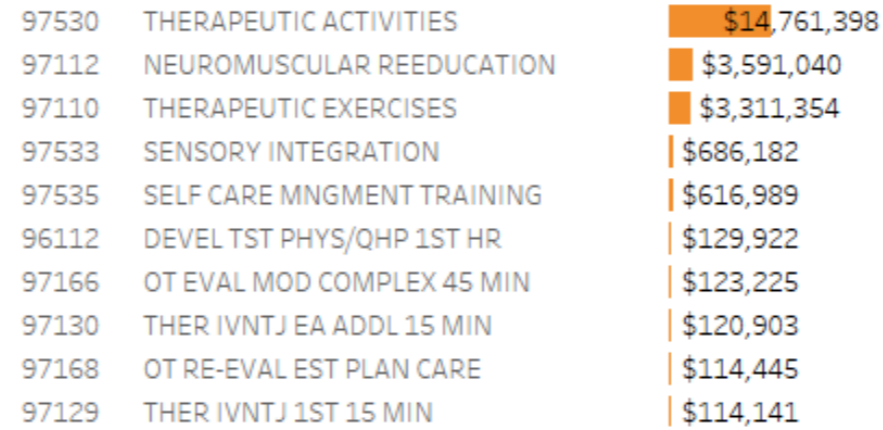 97530 THERAPEUTIC ACTIVITIES $14,761,398
97112 NEUROMUSCULAR REEDUCATION $3,591,040
97110 THERAPEUTIC EXERCISES $3,311,354
97533 SENSORY INTEGRATION $686,182
97535 SELF CARE MNGMENT TRAINING $616,989
96112 DEVEL TST PHYS/QHP 1ST HR $129,922
97166 OT EVAL MOD COMPLEX 45 MIN $123,225
97130 THER IVNTJ EA ADDL 15 MIN $120,903
97168 OT RE-EVAL EST PLAN CARE $114,445
97129 THER IVNTJ 1ST 15 MIN $114,141